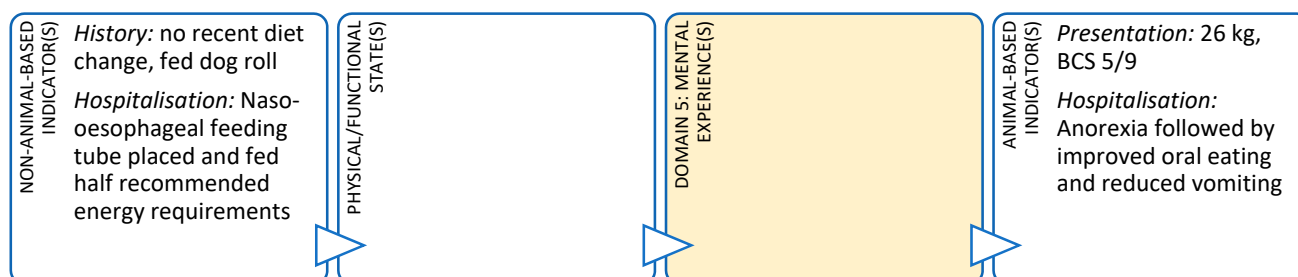 NON-ANIMAL-BASED
INDICATOR(S)
History: no recent diet
change, fed dog roll
Hospitalisation: Naso-
oesophageal feeding
tube placed and fed
half recommended
energy requirements
PHYSICAL/FUNCTIONAL
STATE(S)
DOMAIN 5: MENTAL
EXPERIENCE(S)
ANIMAL-BASED
INDICATOR(S)
Presentation: 26 kg,
BCS 5/9
Hospitalisation:
Anorexia followed by
improved oral eating
and reduced vomiting